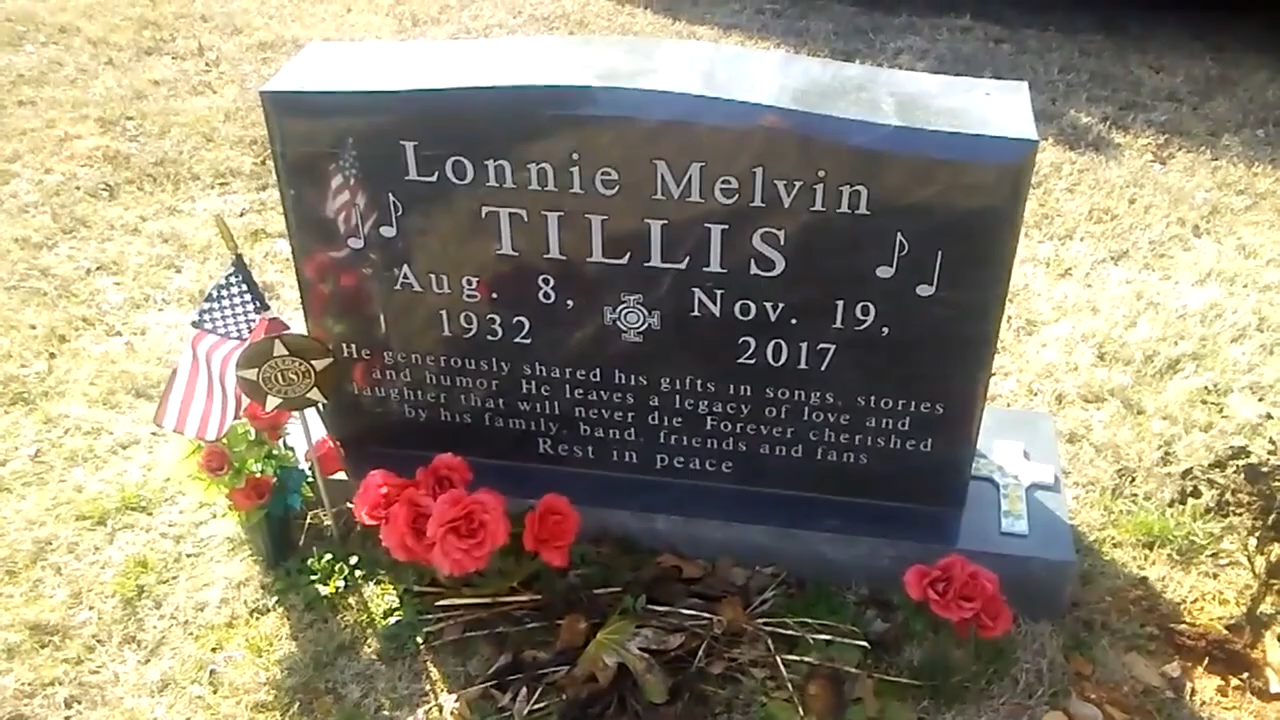 Lonnie Melvin
TILLIS
Aug. 8, Nov. 19,
1932 2017
He generously shared his gifts in songs, stories
and humor. He leaves a legacy of love and
laughter that will never die. Forever cherished
by his family, band, friends and fans
Rest in peace
VETERAN
US